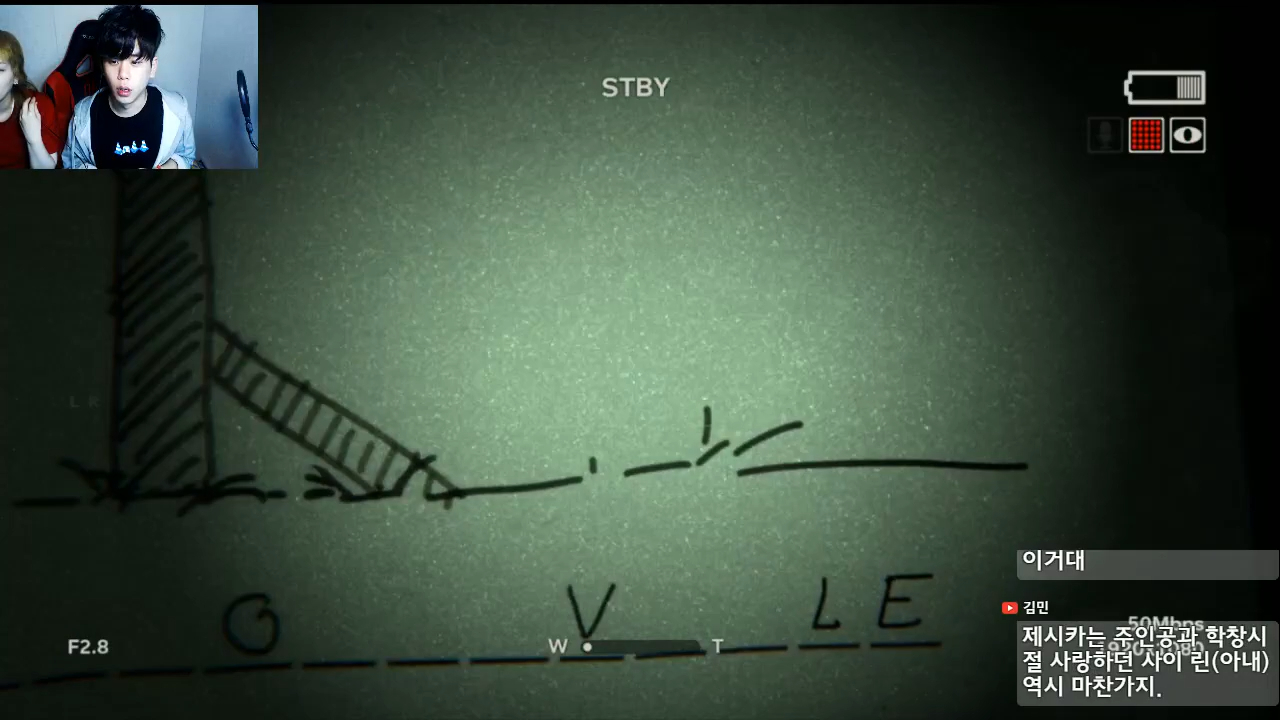 STBY
이거대
김민
제시카는 주인공과 학창시
절 사랑하던 사이 린(아내)
역시 마찬가지.
50Mbps
F2.8
W
T
O V L E